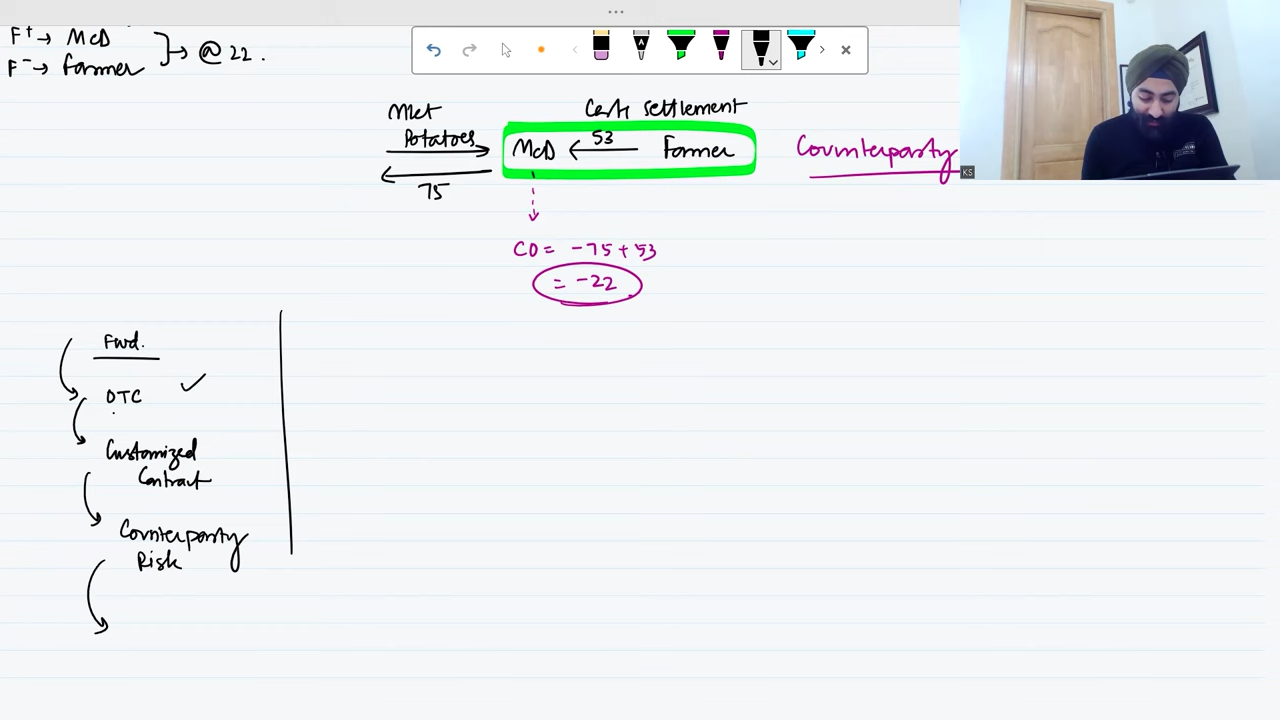 F+ → McD
F- → Farmer
→ @ 22.
Mkt
Potatoes
75
Cash settlement
McD ← 53 Farmer
Counterparty
KS
CO = -75 + 53
= -22
Fwd.
OTC ✓
Customized
Contract
Counterparty
Risk